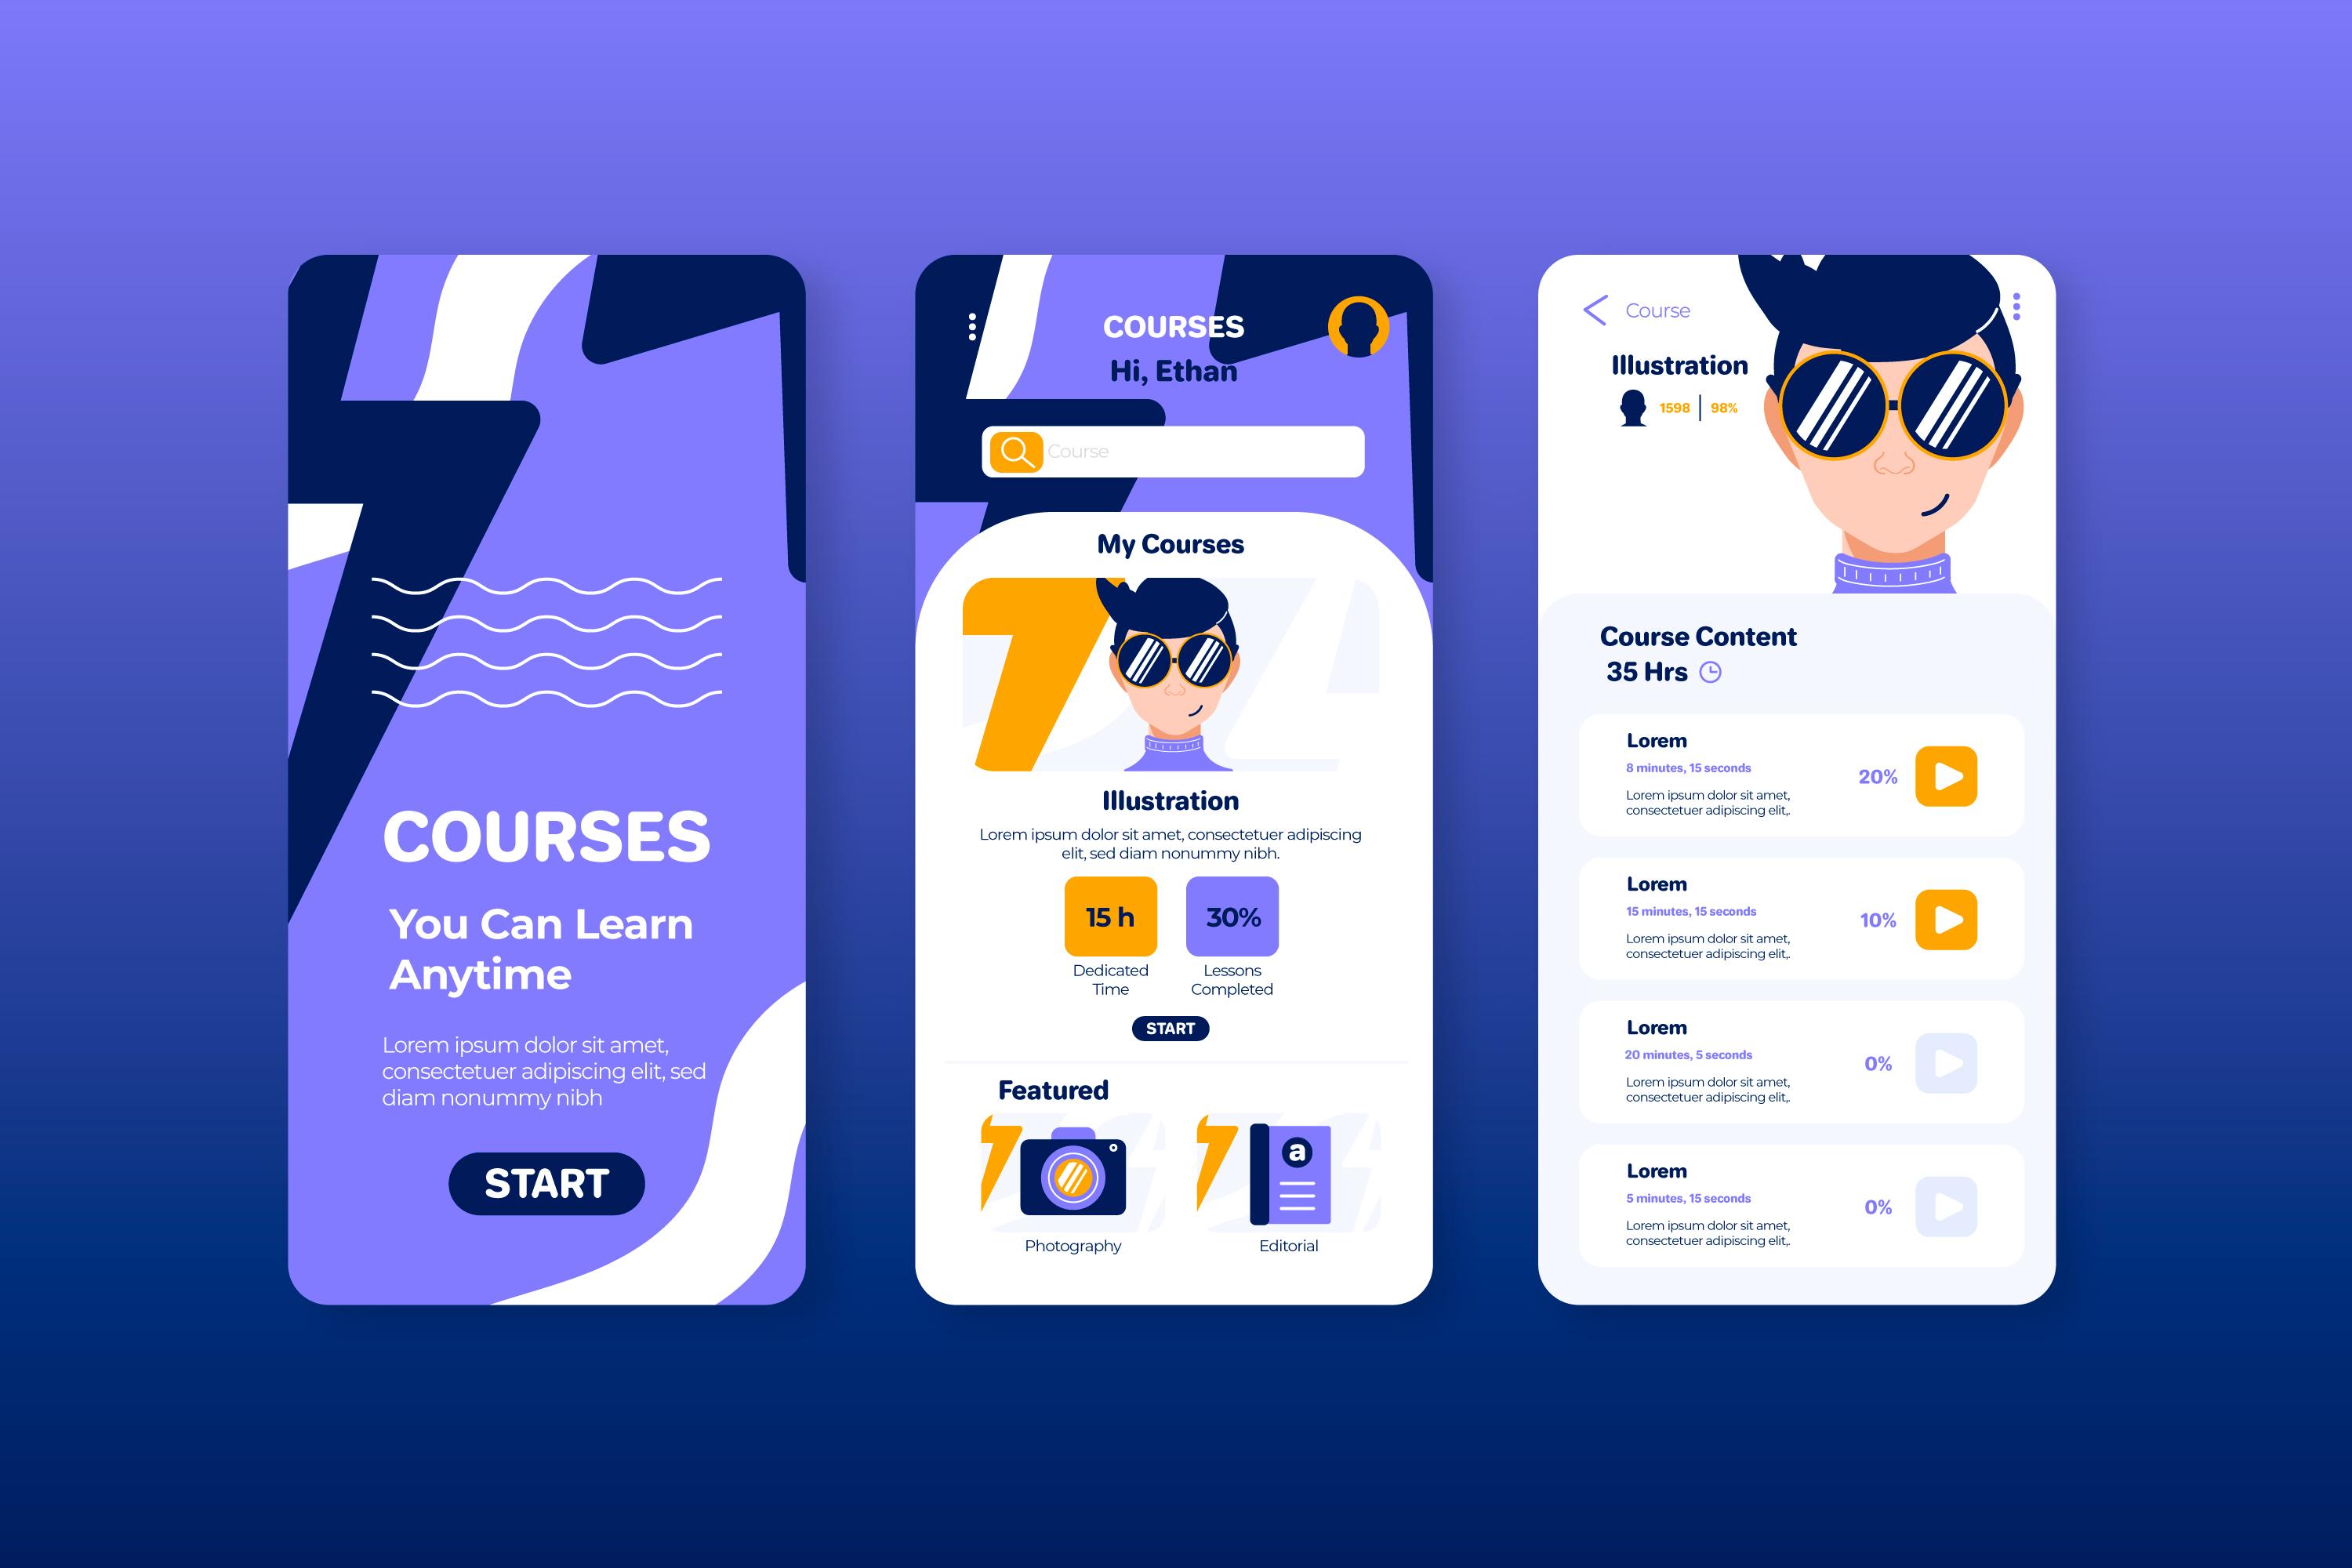 COURSES
You Can Learn
Anytime
Lorem ipsum dolor sit amet,
consectetuer adipiscing elit, sed
diam nonummy nibh
START
COURSES
Hi, Ethan
Course
My Courses
Illustration
Lorem ipsum dolor sit amet, consectetuer adipiscing
elit, sed diam nonummy nibh.
15 h
30%
Dedicated
Time
Lessons
Completed
START
Featured
a
Photography
Editorial
Course
Illustration
1598 | 98%
Course Content
35 Hrs
Lorem
8 minutes, 15 seconds
Lorem ipsum dolor sit amet,
consectetuer adipiscing elit,.
20%
Lorem
15 minutes, 15 seconds
Lorem ipsum dolor sit amet,
consectetuer adipiscing elit,.
10%
Lorem
20 minutes, 5 seconds
Lorem ipsum dolor sit amet,
consectetuer adipiscing elit,.
0%
Lorem
5 minutes, 15 seconds
Lorem ipsum dolor sit amet,
consectetuer adipiscing elit,.
0%